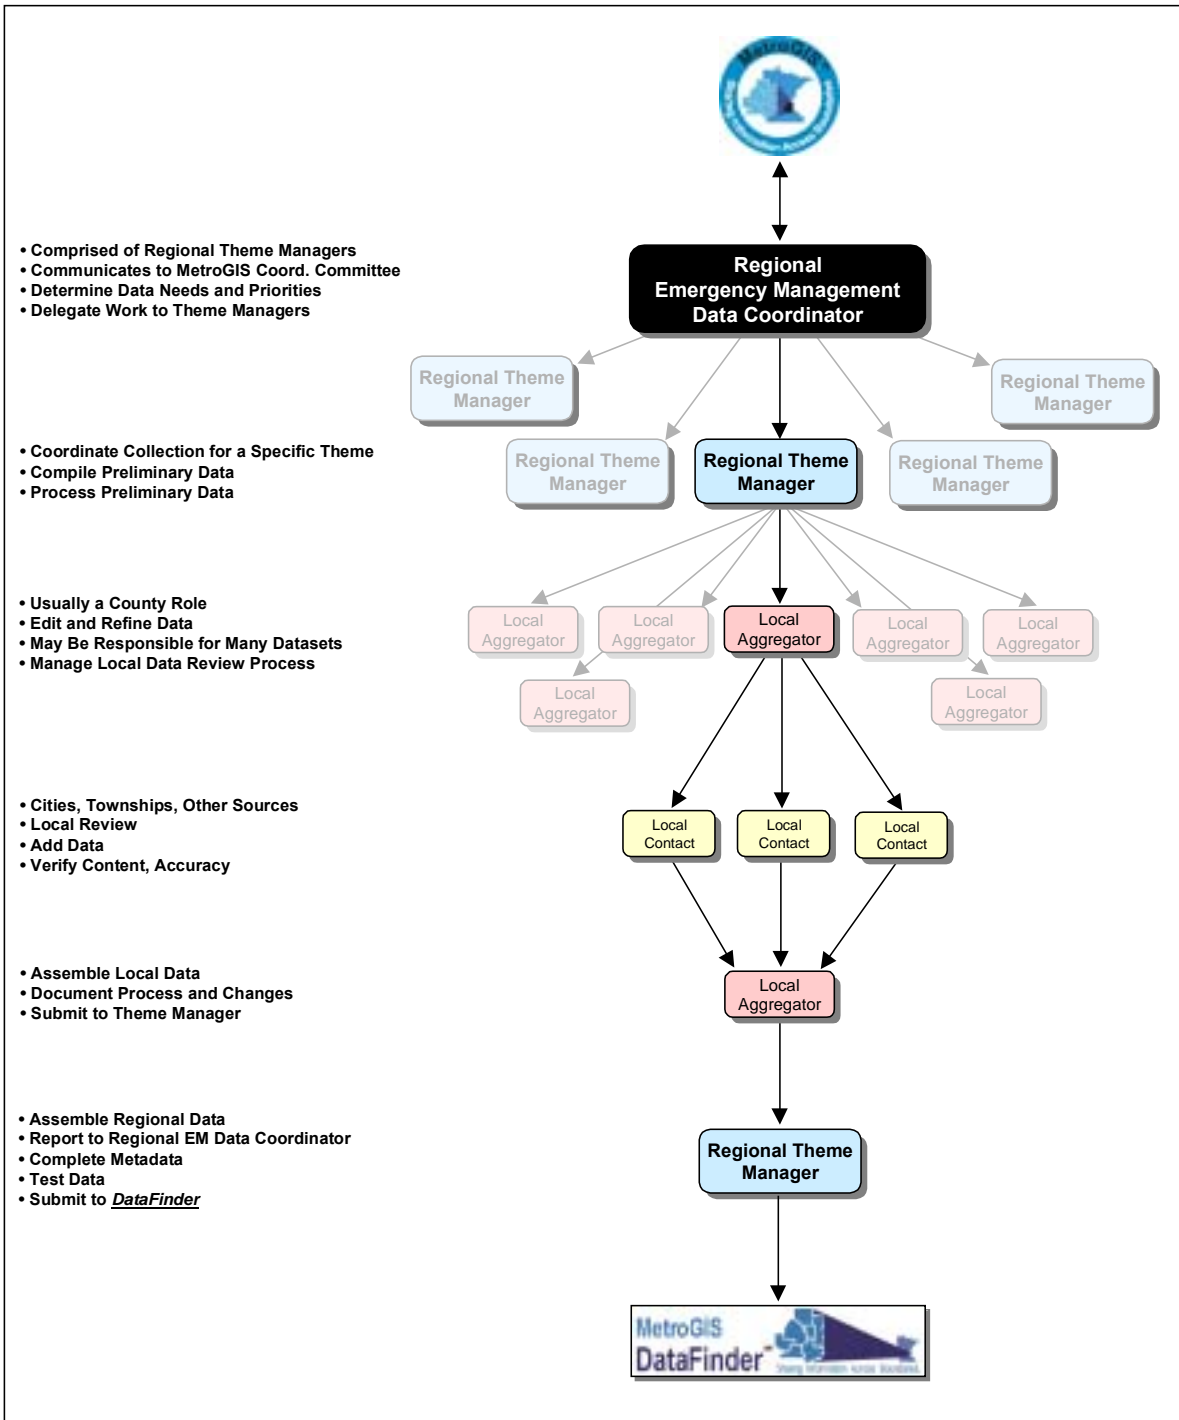 MetroGIS
• Comprised of Regional Theme Managers
• Communicates to MetroGIS Coord. Committee
• Determine Data Needs and Priorities
• Delegate Work to Theme Managers
Regional
Emergency Management
Data Coordinator
Regional Theme
Manager
Regional Theme
Manager
• Coordinate Collection for a Specific Theme
• Compile Preliminary Data
• Process Preliminary Data
Regional Theme
Manager
Regional Theme
Manager
Regional Theme
Manager
• Usually a County Role
• Edit and Refine Data
• May Be Responsible for Many Datasets
• Manage Local Data Review Process
Local
Aggregator
Local
Aggregator
Local
Aggregator
Local
Aggregator
Local
Aggregator
Local
Aggregator
Local
Aggregator
• Cities, Townships, Other Sources
• Local Review
• Add Data
• Verify Content, Accuracy
Local
Contact
Local
Contact
Local
Contact
• Assemble Local Data
• Document Process and Changes
• Submit to Theme Manager
Local
Aggregator
• Assemble Regional Data
• Report to Regional EM Data Coordinator
• Complete Metadata
• Test Data
• Submit to DataFinder
Regional Theme
Manager
MetroGIS
DataFinder™
Sharing Information Across Boundaries